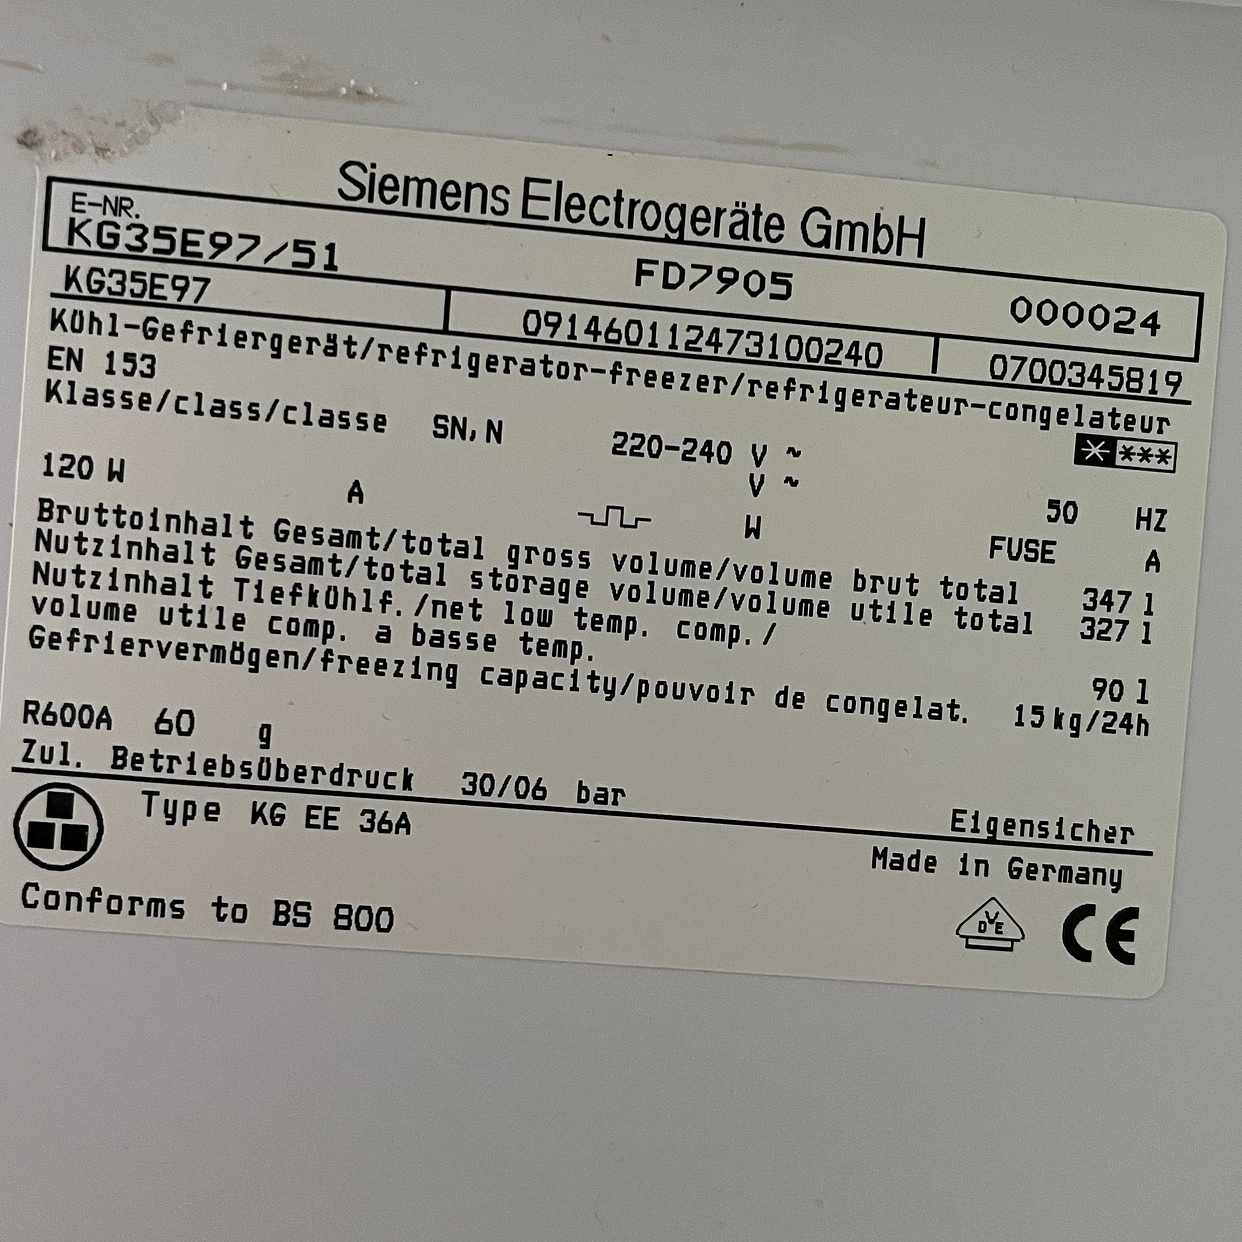 Siemens Electrogeräte GmbH
E-NR.
KG35E97/51 FD7905 000024
KG35E97 091460112473100240 0700345819
Kühl-Gefriergerät/refrigerator-freezer/refrigerateur-congelateur
EN 153
Klasse/class/classe SN,N 220-240 V ~ * ***
V ~ 50 HZ
120 W A W FUSE A
Bruttoinhalt Gesamt/total gross volume/volume brut total 347 l
Nutzinhalt Gesamt/total storage volume/volume utile total 327 l
Nutzinhalt Tiefkühlf./net low temp. comp./
volume utile comp. a basse temp. 90 l
Gefriervermögen/freezing capacity/pouvoir de congelat. 15kg/24h
R600A 60 g
Zul. Betriebsüberdruck 30/06 bar Eigensicher
Type KG EE 36A Made in Germany
Conforms to BS 800 DVE CE